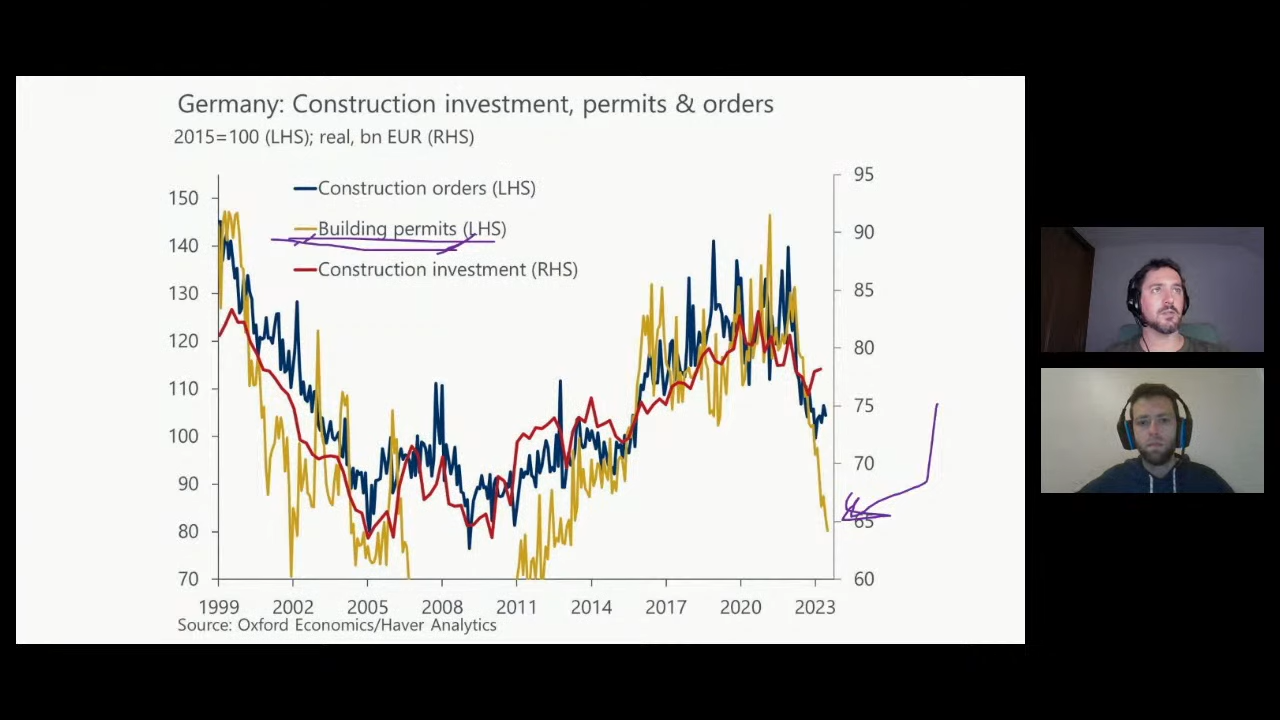 Germany: Construction investment, permits & orders
2015=100 (LHS); real, bn EUR (RHS)
Construction orders (LHS)
Building permits (LHS)
Construction investment (RHS)
150
140
130
120
110
100
90
80
70
95
90
85
80
75
70
65
60
1999 2002 2005 2008 2011 2014 2017 2020 2023
Source: Oxford Economics/Haver Analytics